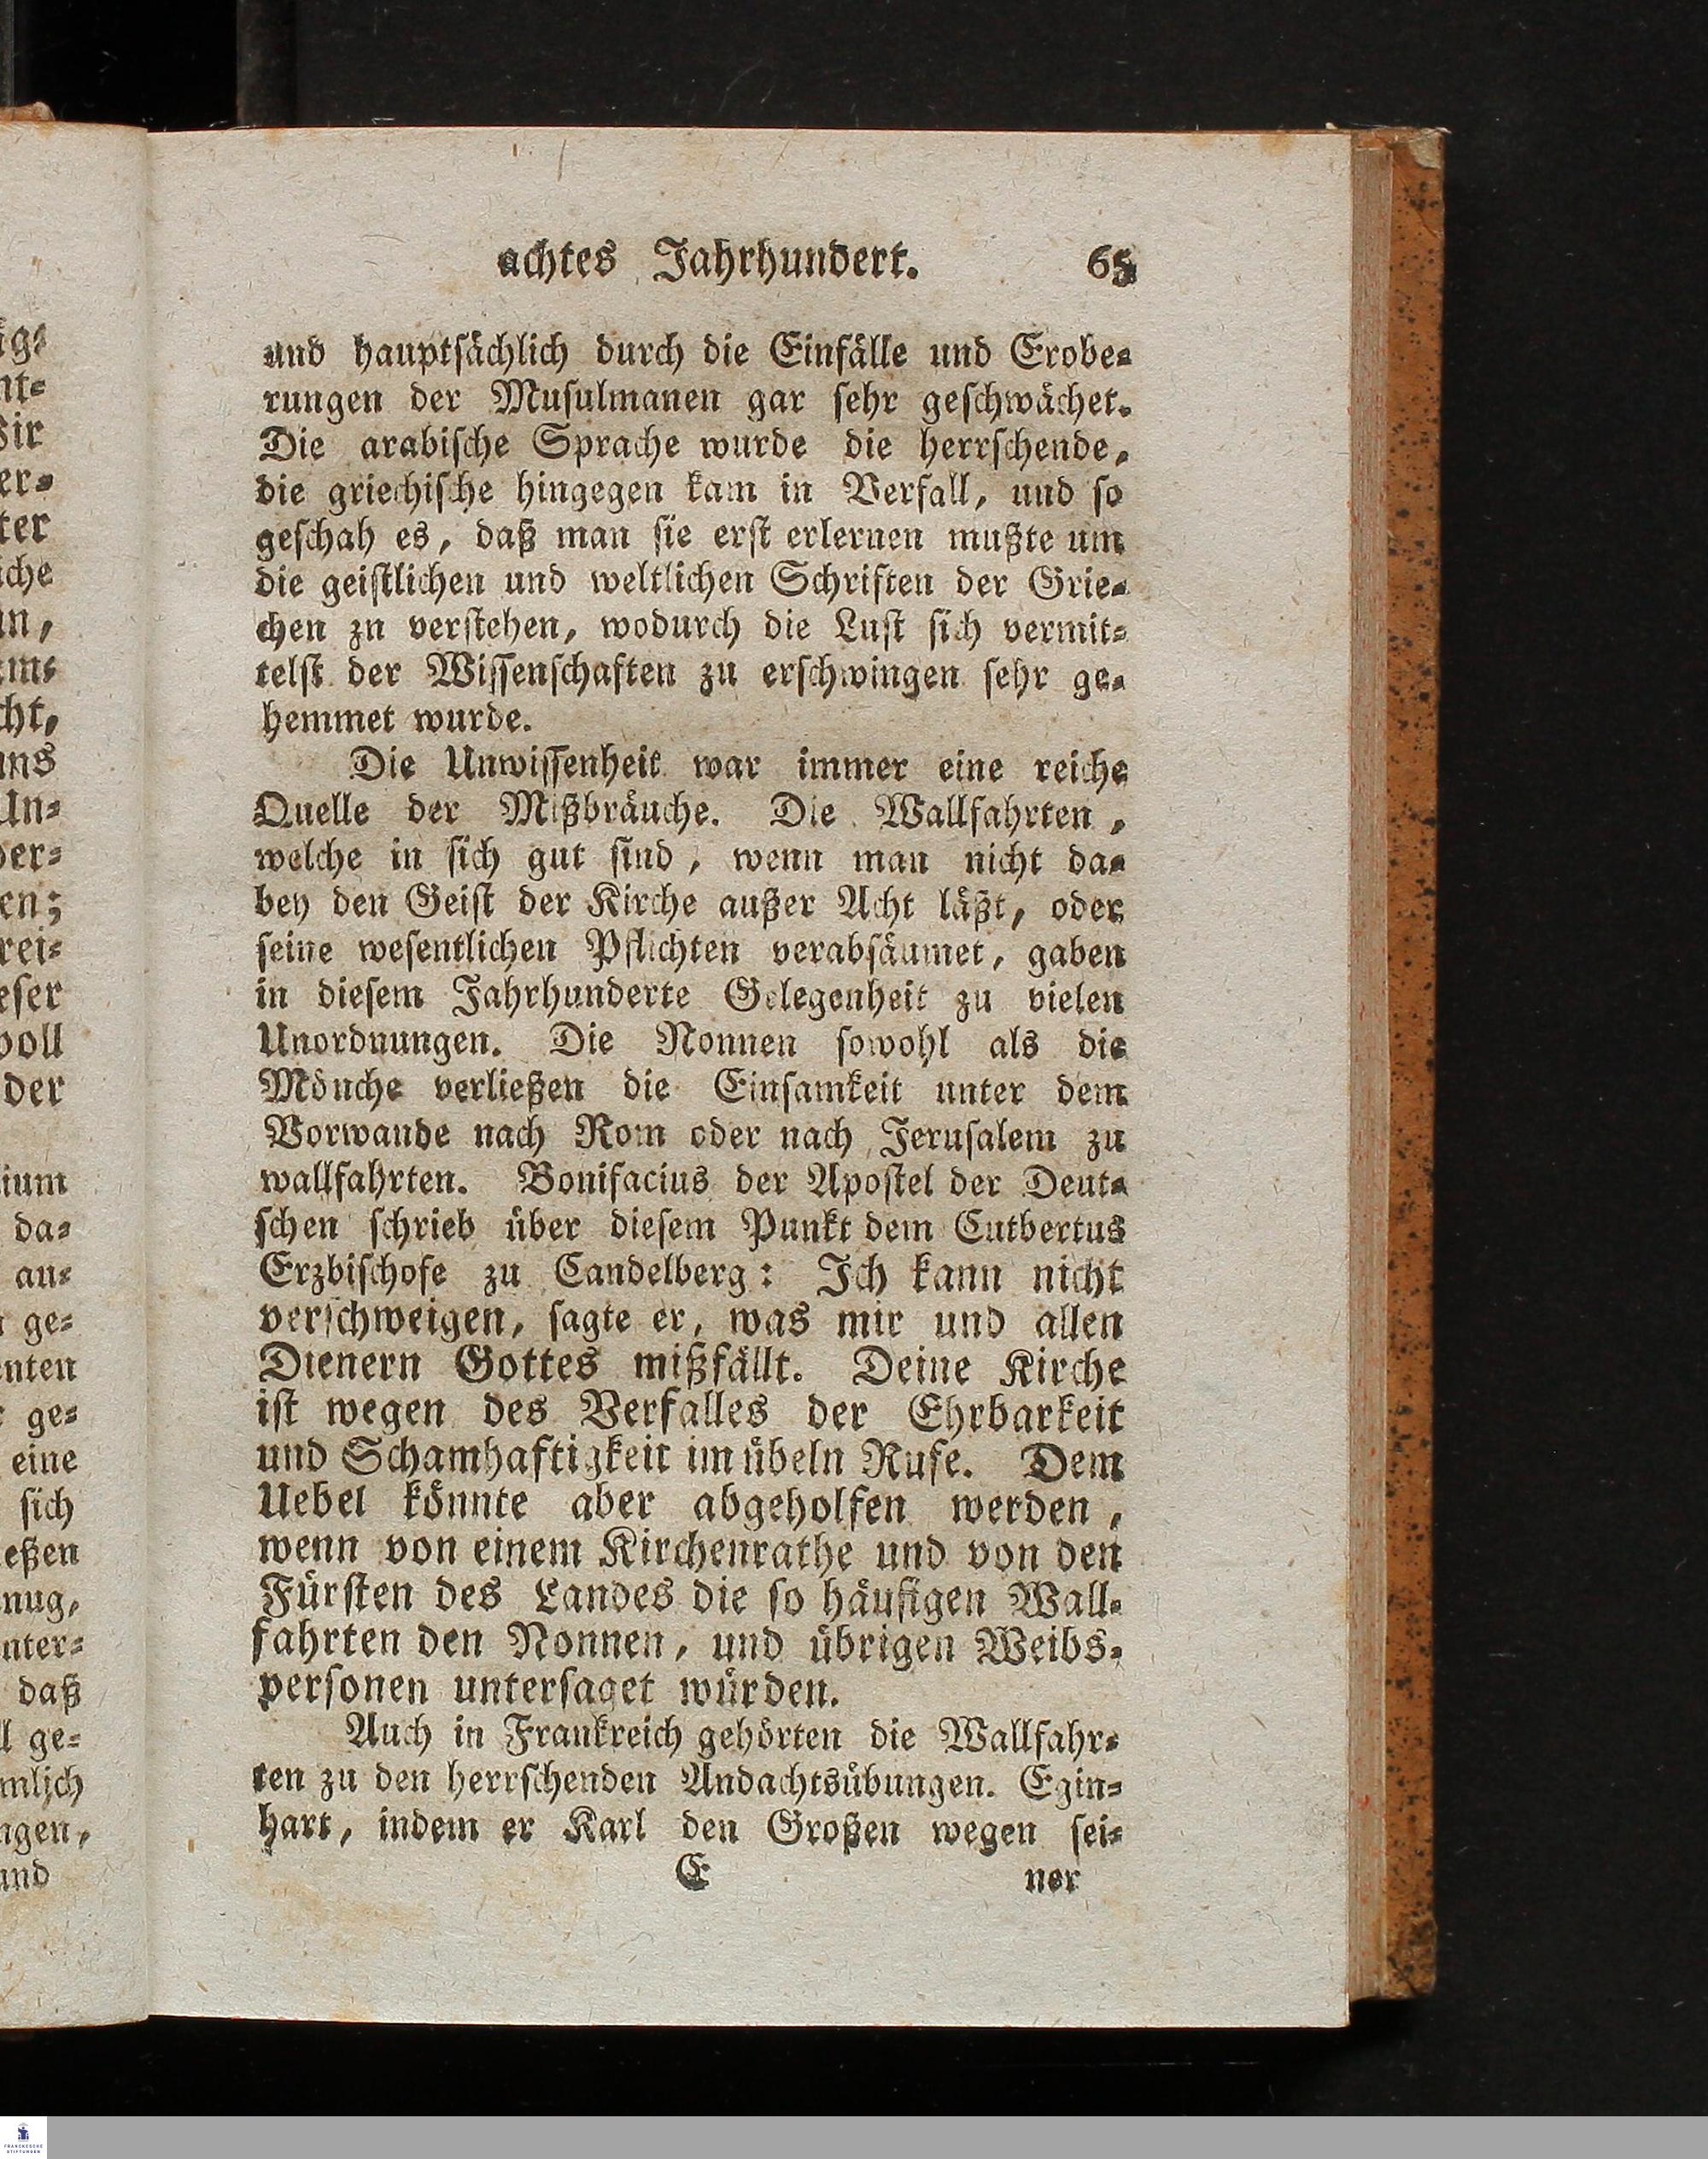 achtes Jahrhundert. 65
und hauptsächlich durch die Einfälle und Erobe-
rungen der Musulmanen gar sehr geschwächet.
Die arabische Sprache wurde die herrschende,
die griechische hingegen kam in Verfall, und so
geschah es, daß man sie erst erlernen mußte um
die geistlichen und weltlichen Schriften der Grie-
chen zu verstehen, wodurch die Lust sich vermit-
telst der Wissenschaften zu erschwingen sehr ge-
hemmet wurde.
Die Unwissenheit war immer eine reiche
Quelle der Mißbräuche. Die Wallfahrten,
welche in sich gut sind, wenn man nicht da-
bey den Geist der Kirche außer Acht läßt, oder
seine wesentlichen Pflichten verabsäumet, gaben
in diesem Jahrhunderte Gelegenheit zu vielen
Unordnungen. Die Nonnen sowohl als die
Mönche verließen die Einsamkeit unter dem
Vorwande nach Rom oder nach Jerusalem zu
wallfahrten. Bonifacius der Apostel der Deut-
schen schrieb über diesem Punkt dem Cutbertus
Erzbischofe zu Candelberg: Ich kann nicht
verschweigen, sagte er, was mir und allen
Dienern Gottes mißfällt. Deine Kirche
ist wegen des Verfalles der Ehrbarkeit
und Schamhaftigkeit im übeln Rufe. Dem
Uebel könnte aber abgeholfen werden,
wenn von einem Kirchenrathe und von den
Fürsten des Landes die so häufigen Wall-
fahrten den Nonnen, und übrigen Weibs-
personen untersaget würden.
Auch in Frankreich gehörten die Wallfahr-
ten zu den herrschenden Andachtsübungen. Egin-
hart, indem er Karl den Großen wegen sei-
E ner
FRANCKESCHE
STIFTUNGEN